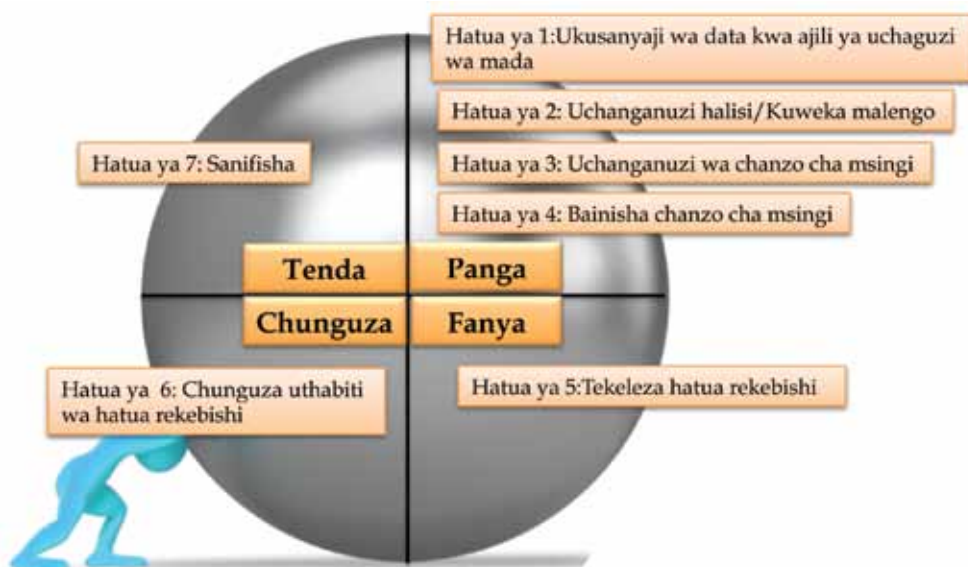 Hatua ya 1:Ukusanyaji wa data kwa ajili ya uchaguzi
wa mada
Hatua ya 2: Uchanganuzi halisi/Kuweka malengo
Hatua ya 3: Uchanganuzi wa chanzo cha msingi
Hatua ya 4: Bainisha chanzo cha msingi
Hatua ya 7: Sanifisha
Tenda
Panga
Chunguza
Fanya
Hatua ya 6: Chunguza uthabiti
wa hatua rekebishi
Hatua ya 5:Tekeleza hatua rekebishi